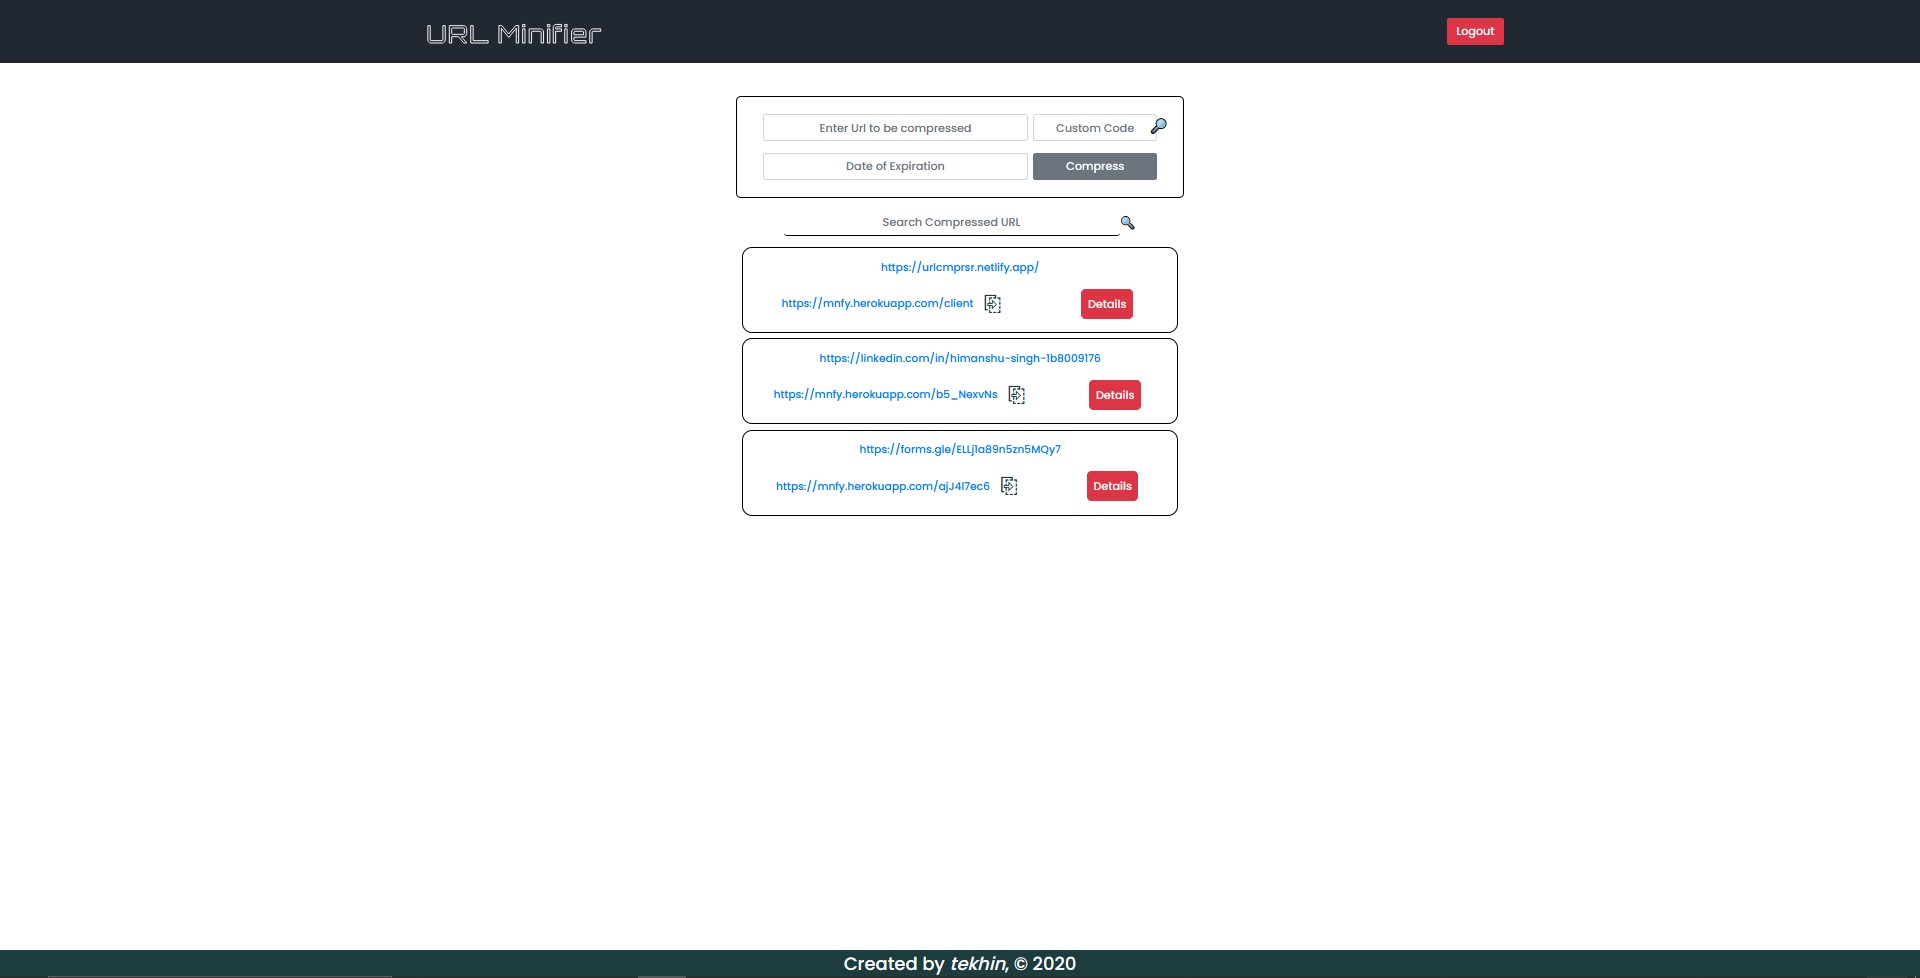 URL Minifier
Logout
Enter Url to be compressed
Custom Code
Date of Expiration
Compress
Search Compressed URL
https://urlcmprsr.netlify.app/
https://mnfy.herokuapp.com/client
Details
https://linkedin.com/in/himanshu-singh-1b8009176
https://mnfy.herokuapp.com/b5_NexvNs
Details
https://forms.gle/ELLj1a89n5zn5MQy7
https://mnfy.herokuapp.com/ajJ4l7ec6
Details
Created by tekhin, © 2020